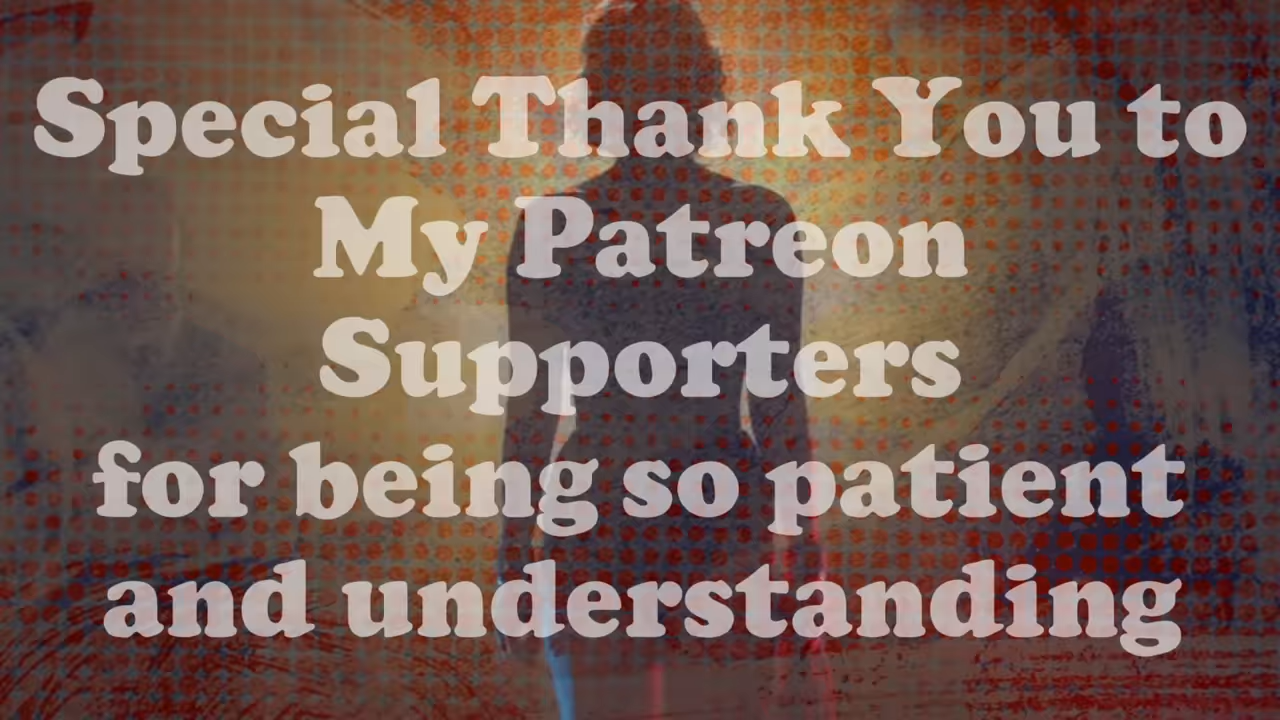 Special Thank You to
My Patreon
Supporters
for being so patient
and understanding